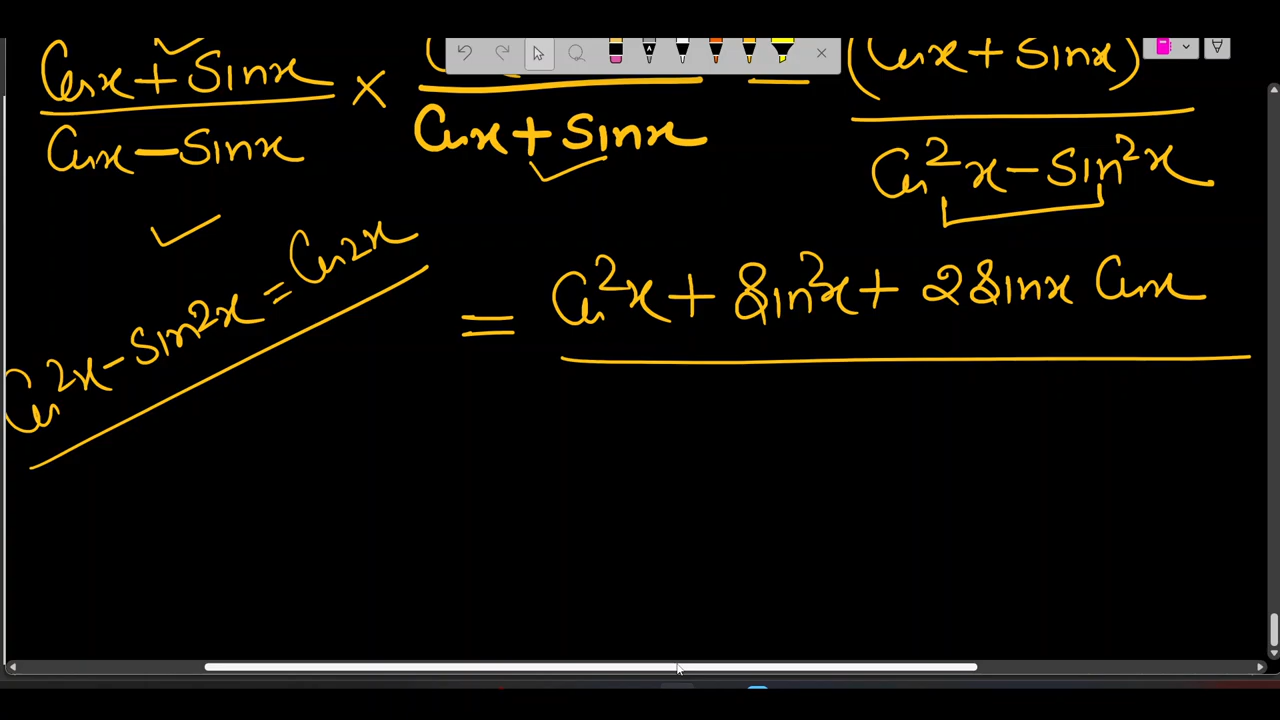 Cosx + Sinx × = (Cosx + Sinx)
Cosx − Sinx Cosx + Sinx Cos²x − Sin²x
Cos²x − Sin²x = Cos2x
= Cos²x + Sin²x + 2Sinx Cosx